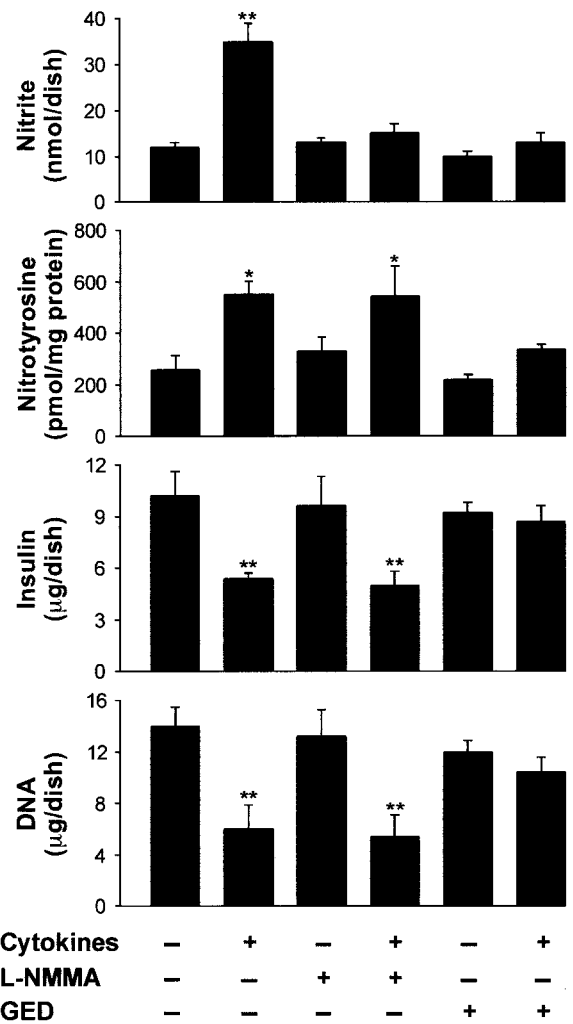 **
40
30
20
10
0
Nitrite
(nmol/dish)
* *
800
600
400
200
0
Nitrotyrosine
(pmol/mg protein)
** **
12
9
6
3
0
Insulin
(μg/dish)
** **
16
12
8
4
0
DNA
(μg/dish)
Cytokines – + – + – +
L-NMMA – – + + – –
GED – – – – + +